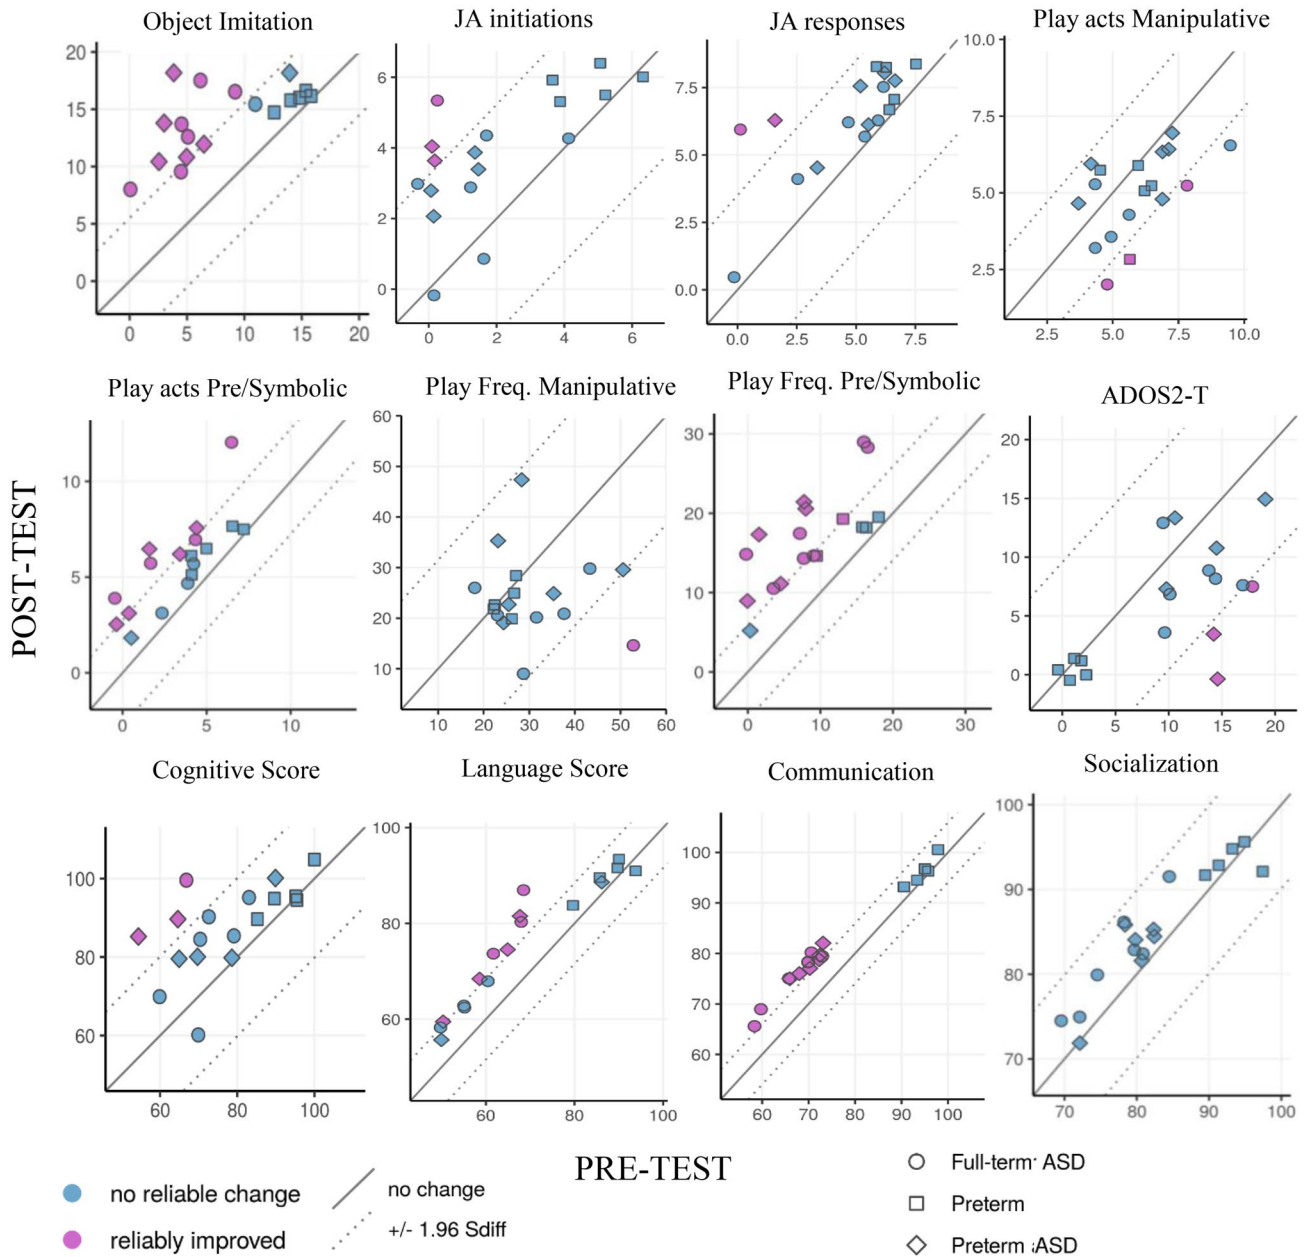 Object Imitation JA initiations JA responses Play acts Manipulative
20 15 10 5 0
0 5 10 15 20
6 4 2 0
0 2 4 6
7.5 5.0 2.5 0.0
0.0 2.5 5.0 7.5
10.0 7.5 5.0 2.5
2.5 5.0 7.5 10.0
Play acts Pre/Symbolic Play Freq. Manipulative Play Freq. Pre/Symbolic ADOS2-T
10 5 0
0 5 10
60 50 40 30 20 10
10 20 30 40 50 60
30 20 10 0
0 10 20 30
20 15 10 5 0
0 5 10 15 20
POST-TEST
Cognitive Score Language Score Communication Socialization
100 80 60
60 80 100
100 80 60
60 80 100
100 90 80 70 60
60 70 80 90 100
100 90 80 70
70 80 90 100
PRE-TEST
no reliable change
reliably improved
no change
+/- 1.96 Sdiff
Full-term ASD
Preterm
Preterm ASD